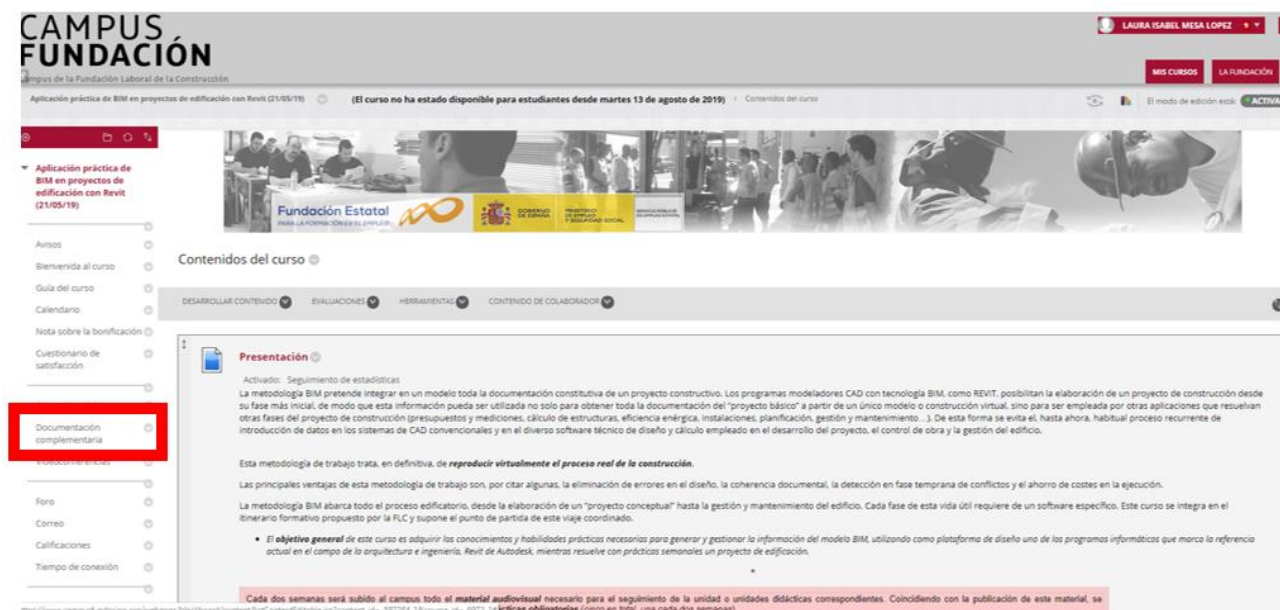 CAMPUS
FUNDACIÓN
Campus de la Fundación Laboral de la Construcción
LAURA ISABEL MESA LOPEZ
MIS CURSOS
LA FUNDACIÓN
Aplicación práctica de BIM en proyectos de edificación con Revit (21/05/19)
(El curso no ha estado disponible para estudiantes desde martes 13 de agosto de 2019)
Contenidos del curso
El modo de edición está:
ACTIVA
Aplicación práctica de
BIM en proyectos de
edificación con Revit
(21/05/19)
Avisos
Bienvenida al curso
Guía del curso
Calendario
Nota sobre la bonificación
Cuestionario de
satisfacción
Documentación
complementaria
Videoconferencias
Foro
Correo
Calificaciones
Tiempo de conexión
Fundación Estatal
PARA LA FORMACIÓN EN EL EMPLEO
GOBIERNO
DE ESPAÑA
MINISTERIO
DE EMPLEO
Y SEGURIDAD SOCIAL
SERVICIO PÚBLICO
DE EMPLEO ESTATAL
Contenidos del curso
DESARROLLAR CONTENIDO
EVALUACIONES
HERRAMIENTAS
CONTENIDO DE COLABORADOR
Presentación
Activado: Seguimiento de estadísticas
La metodología BIM pretende integrar en un modelo toda la documentación constitutiva de un proyecto constructivo. Los programas modeladores CAD con tecnología BIM, como REVIT, posibilitan la elaboración de un proyecto de construcción desde
su fase más inicial, de modo que esta información pueda ser utilizada no solo para obtener toda la documentación del "proyecto básico" a partir de un único modelo o construcción virtual, sino para ser empleada por otras aplicaciones que resuelvan
otras fases del proyecto de construcción (presupuestos y mediciones, cálculo de estructuras, eficiencia enérgica, instalaciones, planificación, gestión y mantenimiento...). De esta forma se evita el, hasta ahora, habitual proceso recurrente de
introducción de datos en los sistemas de CAD convencionales y en el diverso software técnico de diseño y cálculo empleado en el desarrollo del proyecto, el control de obra y la gestión del edificio.
Esta metodología de trabajo trata, en definitiva, de reproducir virtualmente el proceso real de la construcción.
Las principales ventajas de esta metodología de trabajo son, por citar algunas, la eliminación de errores en el diseño, la coherencia documental, la detección en fase temprana de conflictos y el ahorro de costes en la ejecución.
La metodología BIM abarca todo el proceso edificatorio, desde la elaboración de un "proyecto conceptual" hasta la gestión y mantenimiento del edificio. Cada fase de esta vida útil requiere de un software específico. Este curso se integra en el
itinerario formativo propuesto por la FLC y supone el punto de partida de este viaje coordinado.
• El objetivo general de este curso es adquirir los conocimientos y habilidades prácticas necesarias para generar y gestionar la información del modelo BIM, utilizando como plataforma de diseño uno de los programas informáticos que marca la referencia
actual en el campo de la arquitectura e ingeniería, Revit de Autodesk, mientras resuelve con prácticas semanales un proyecto de edificación.
Cada dos semanas será subido al campus todo el material audiovisual necesario para el seguimiento de la unidad o unidades didácticas correspondientes. Coincidiendo con la publicación de este material, se